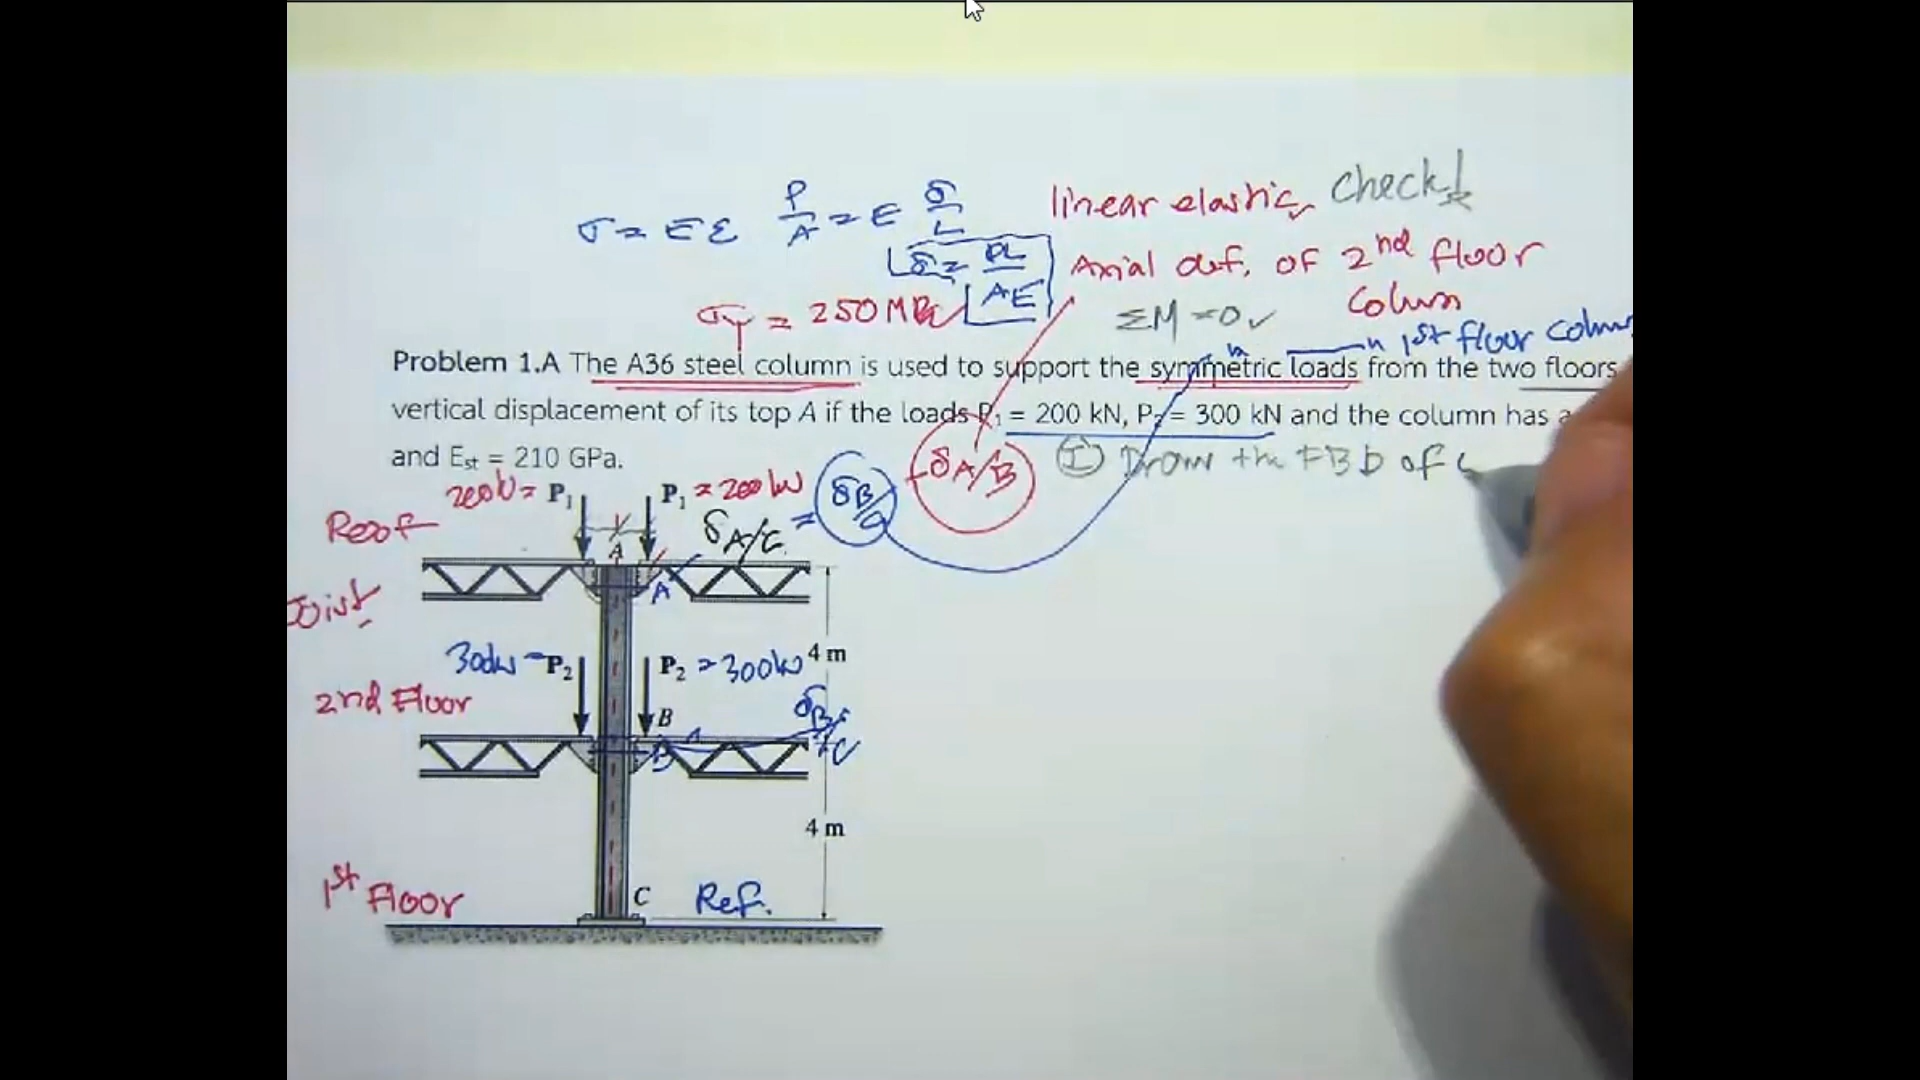 σ = Eε P/A = E δ/L linear elastic, check!
δ = PL/AE Axial def. of 2nd floor
Column
σY = 250 MPa ΣM = 0 ✓
1st floor
Problem 1.A The A36 steel column is used to support the symmetric loads from the two floors
vertical displacement of its top A if the loads P1 = 200 kN, P2 = 300 kN and the column has a
and Est = 210 GPa.
I Draw the FBD of
200kN = P1 P1 = 200kN
δA/C = δB/C + δA/B
Roof
A
A
Joist
4 m
300kN = P2 P2 = 300kN
2nd Floor
B
B
δB/C
4 m
1st Floor
C Ref.